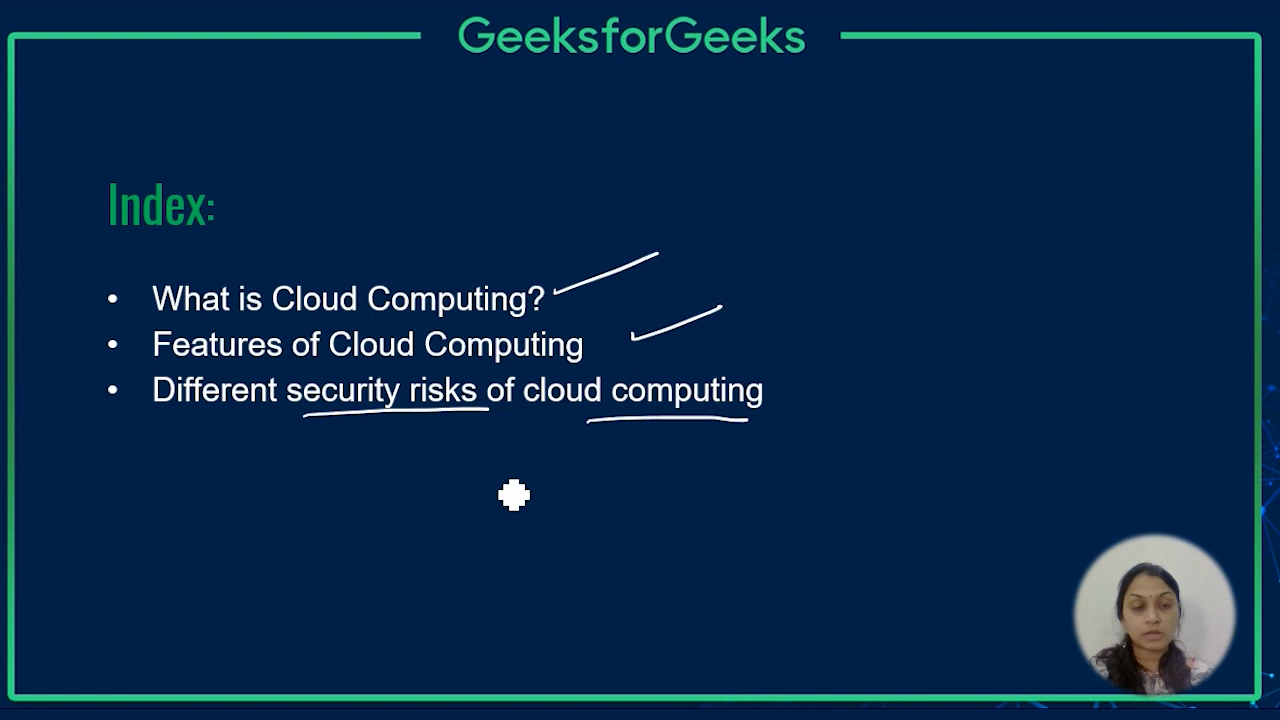 GeeksforGeeks
Index:
• What is Cloud Computing?
• Features of Cloud Computing
• Different security risks of cloud computing